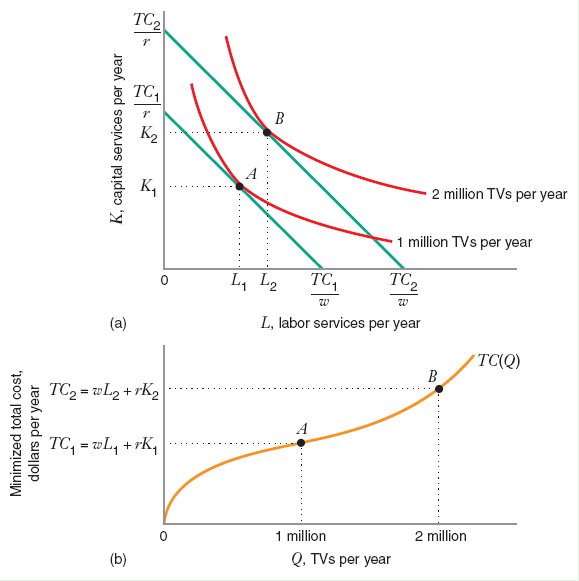 TC₂
r
TC₁
r
K₂
K₁
K, capital services per year
A
B
2 million TVs per year
1 million TVs per year
0
L₁ L₂ TC₁ TC₂
w w
L, labor services per year
(a)
Minimized total cost,
dollars per year
TC₂ = wL₂ + rK₂
TC₁ = wL₁ + rK₁
A
B
TC(Q)
0
1 million
2 million
Q, TVs per year
(b)